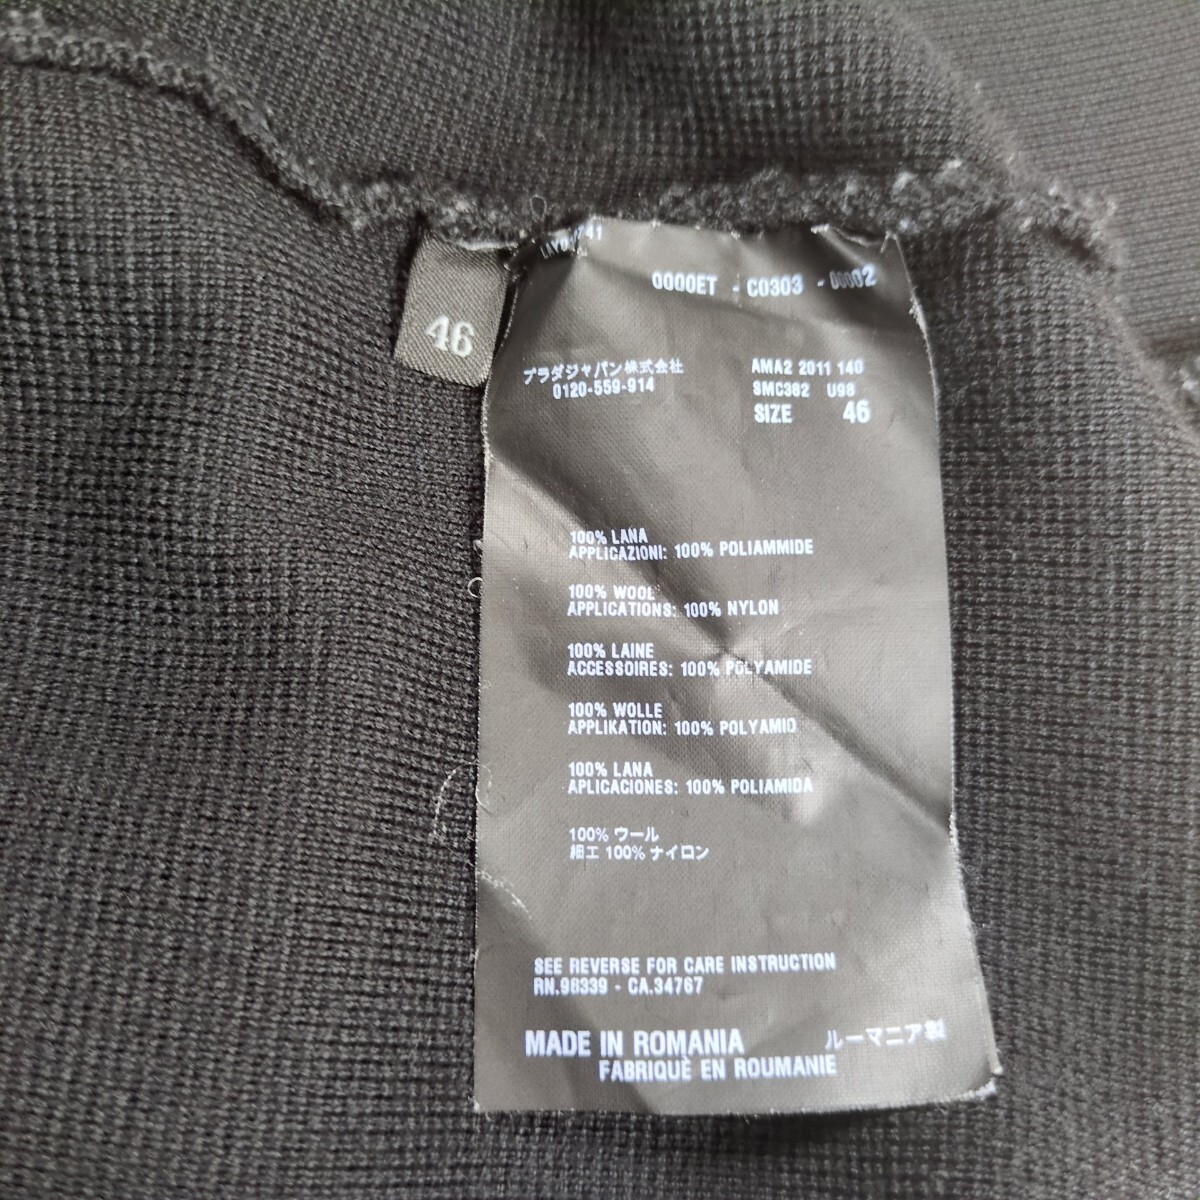 46
0000ET - C0303 - 00002
プラダジャパン株式会社
0120-559-914
AMA2 2011 140
SMC382 U98
SIZE 46
100% LANA
APPLICAZIONI: 100% POLIAMMIDE
100% WOOL
APPLICATIONS: 100% NYLON
100% LAINE
ACCESSOIRES: 100% POLYAMIDE
100% WOLLE
APPLIKATION: 100% POLYAMID
100% LANA
APLICACIONES: 100% POLIAMIDA
100% ウール
細工 100% ナイロン
SEE REVERSE FOR CARE INSTRUCTION
RN.98339 - CA.34767
MADE IN ROMANIA ルーマニア製
FABRIQUÈ EN ROUMANIE